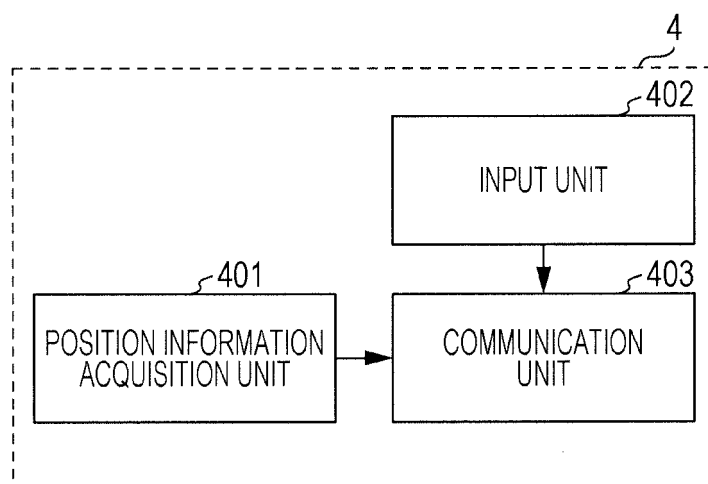 4
402
INPUT UNIT
401
403
POSITION INFORMATION
ACQUISITION UNIT
COMMUNICATION
UNIT